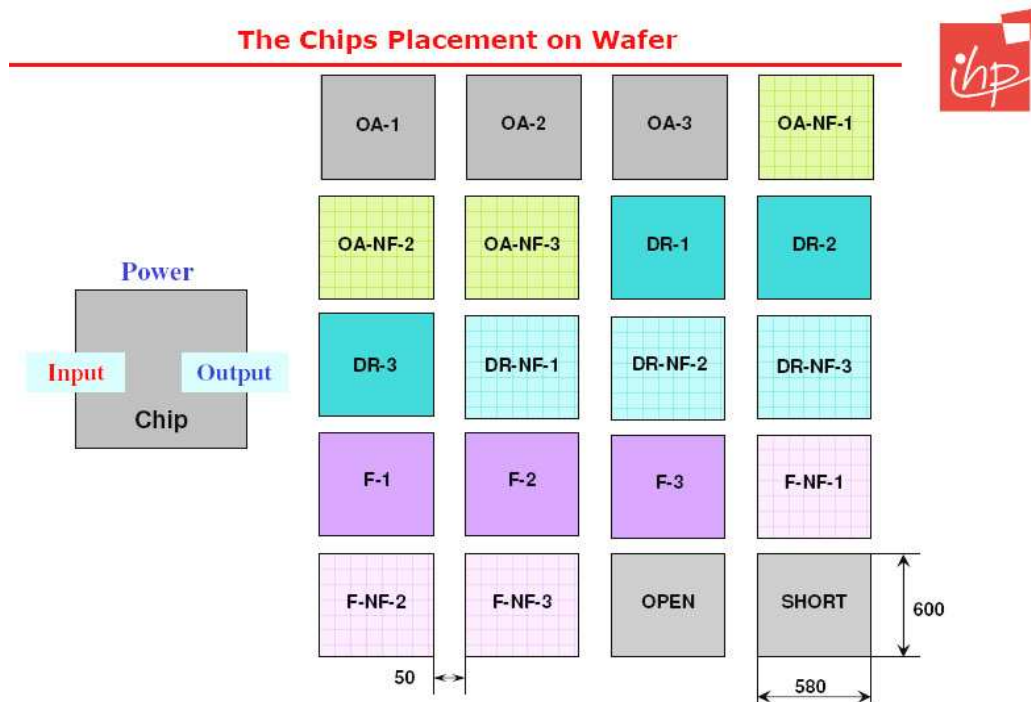 The Chips Placement on Wafer
ihp
OA-1
OA-2
OA-3
OA-NF-1
OA-NF-2
OA-NF-3
DR-1
DR-2
Power
Input
Output
Chip
DR-3
DR-NF-1
DR-NF-2
DR-NF-3
F-1
F-2
F-3
F-NF-1
F-NF-2
F-NF-3
OPEN
SHORT
600
50
580